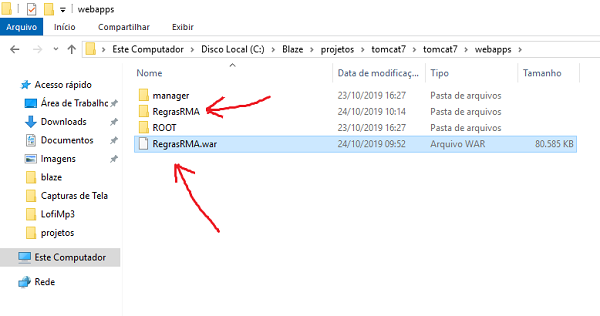 webapps
Arquivo Início Compartilhar Exibir
Este Computador > Disco Local (C:) > Blaze > projetos > tomcat7 > tomcat7 > webapps >
Nome Data de modificaç... Tipo Tamanho
Acesso rápido
Área de Trabalho
Downloads
Documentos
Imagens
blaze
Capturas de Tela
LofiMp3
projetos
Este Computador
Rede
manager 23/10/2019 16:27 Pasta de arquivos
RegrasRMA 24/10/2019 10:14 Pasta de arquivos
ROOT 23/10/2019 16:27 Pasta de arquivos
RegrasRMA.war 24/10/2019 09:52 Arquivo WAR 80.585 KB